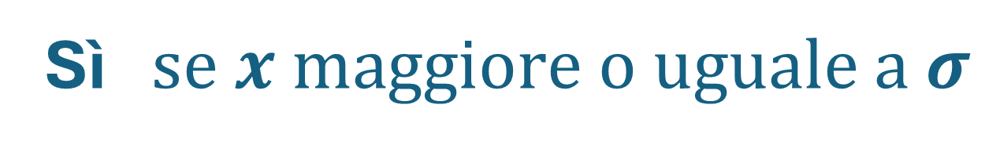 Sì se 𝒙 maggiore o uguale a 𝝈